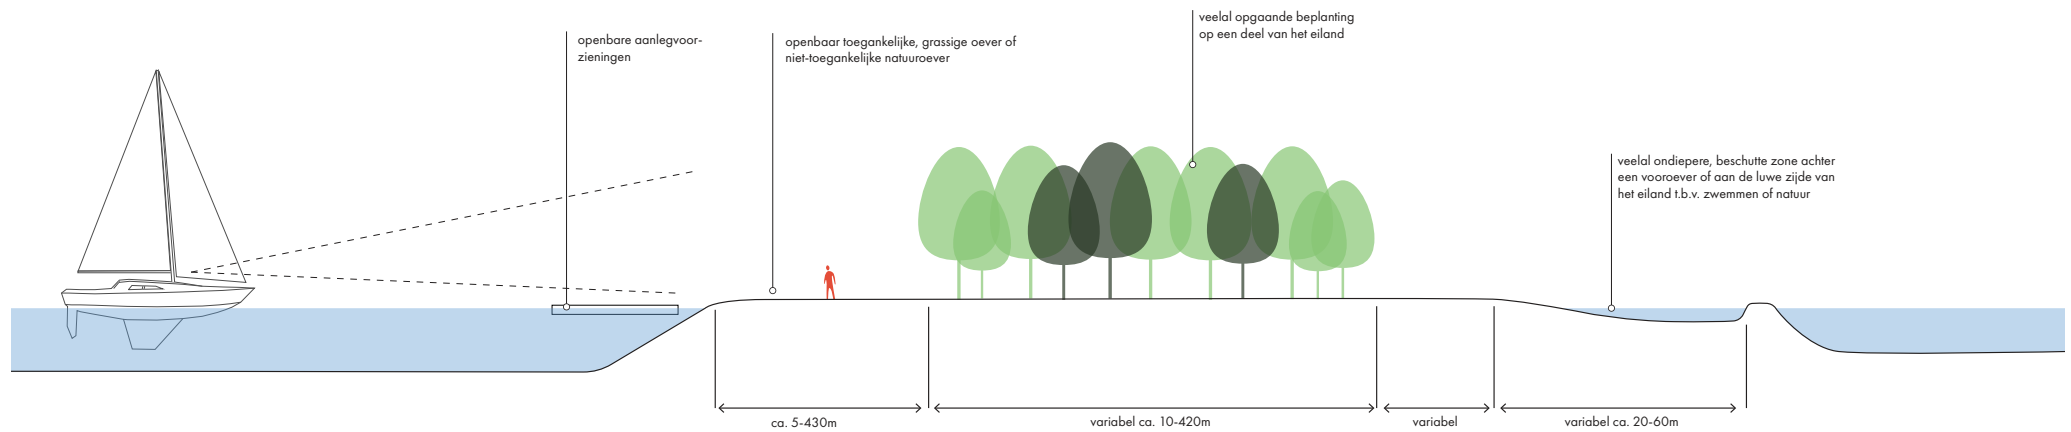 openbare aanlegvoor-
zieningen
openbaar toegankelijke, grassige oever of
niet-toegankelijke natuuroever
veelal opgaande beplanting
op een deel van het eiland
veelal ondiepere, beschutte zone achter
een vooroever of aan de luwe zijde van
het eiland t.b.v. zwemmen of natuur
ca. 5-430m
variabel ca. 10-420m
variabel
variabel ca. 20-60m